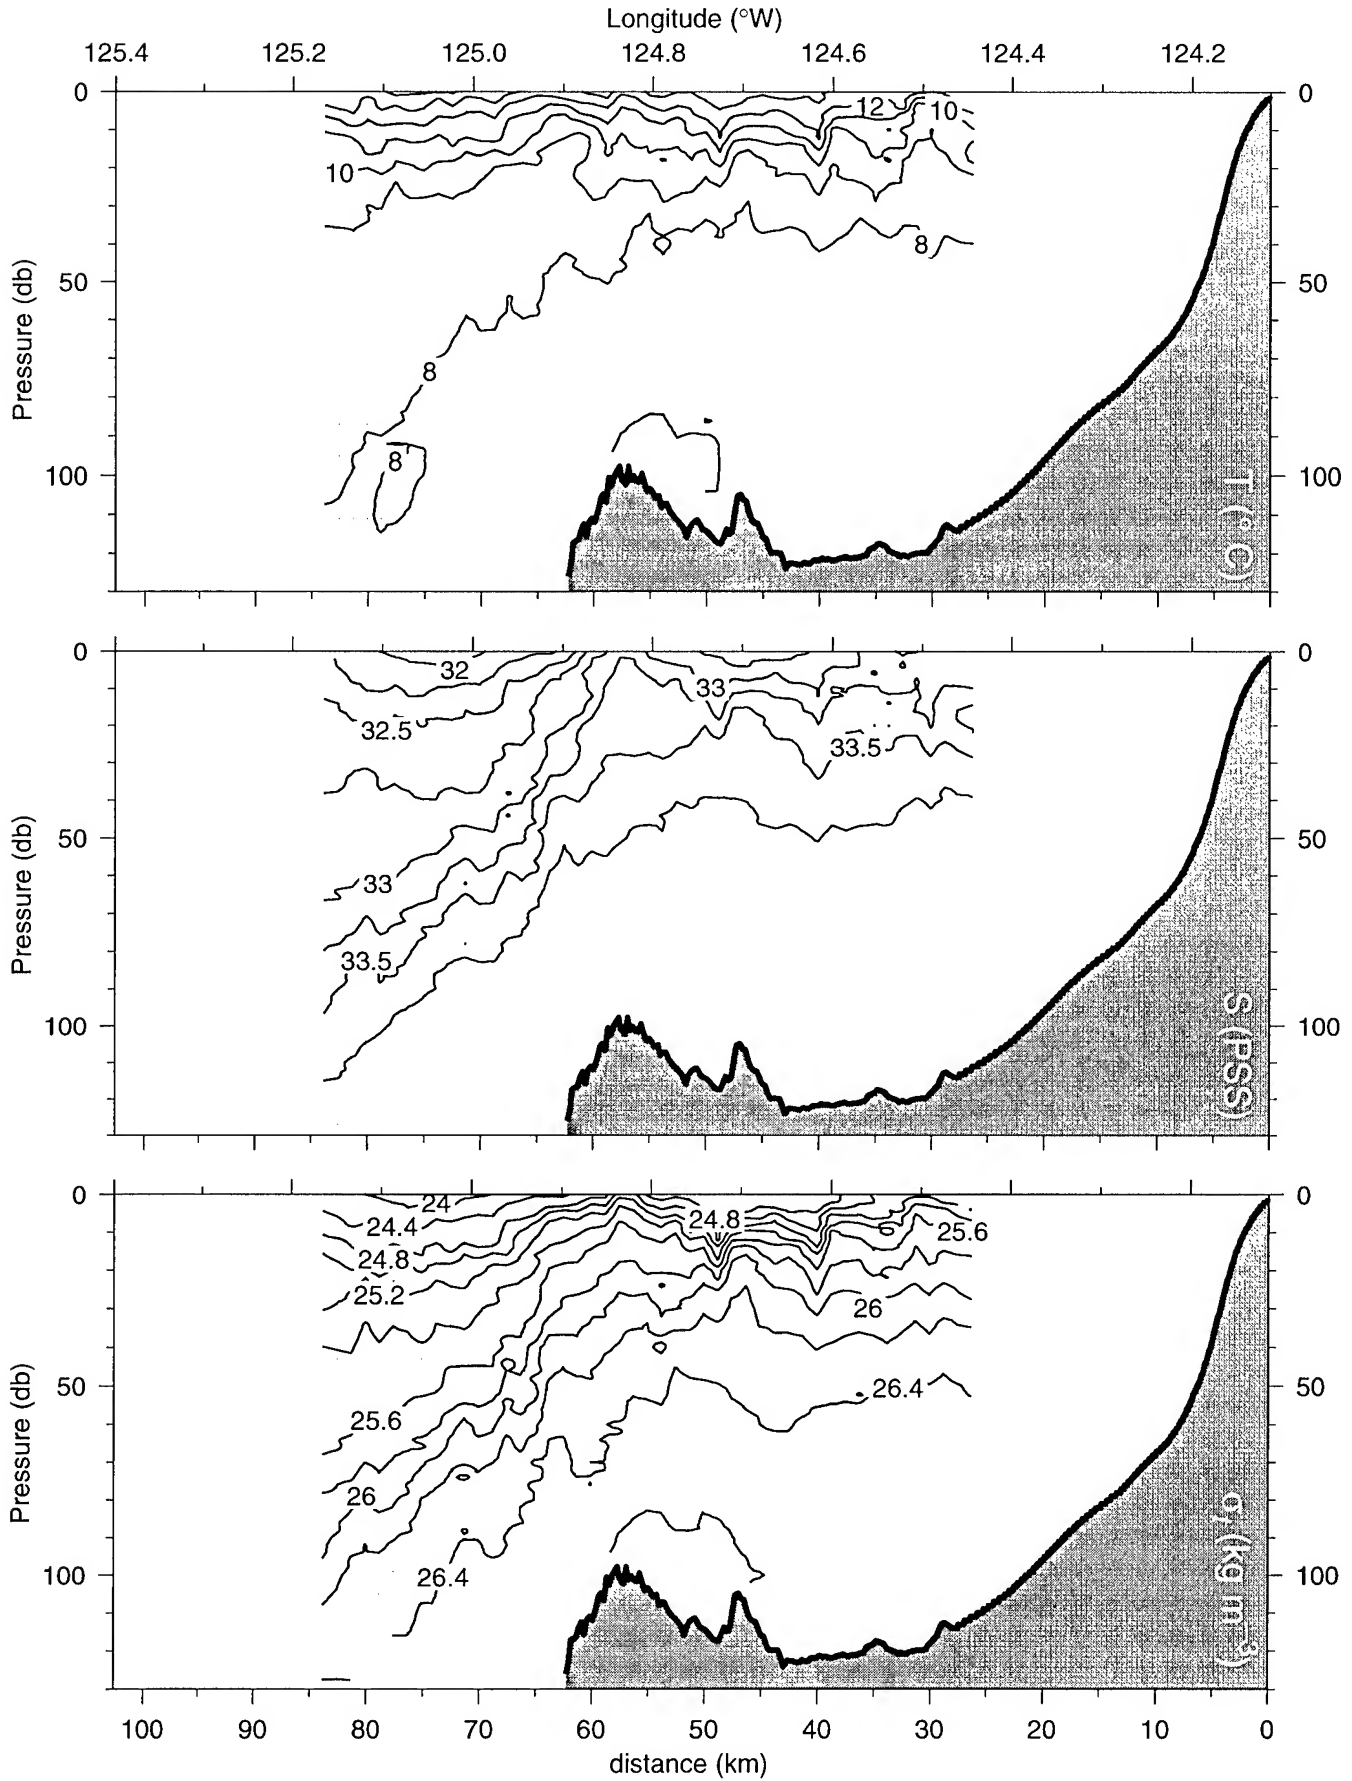 Longitude (°W)
125.4 125.2 125.0 124.8 124.6 124.4 124.2
0 12 10 0
10
8
50 50
8
8
100 100
Pressure (db)
T (° C)
0 0
32
33
32.5
33.5
50 50
33
33.5
100 100
Pressure (db)
S (PSS)
0 24 0
24.4 24.8 25.6
24.8
25.2 26
50 26.4 50
25.6
26
100 26.4 100
Pressure (db)
σt (kg m⁻³)
100 90 80 70 60 50 40 30 20 10 0
distance (km)